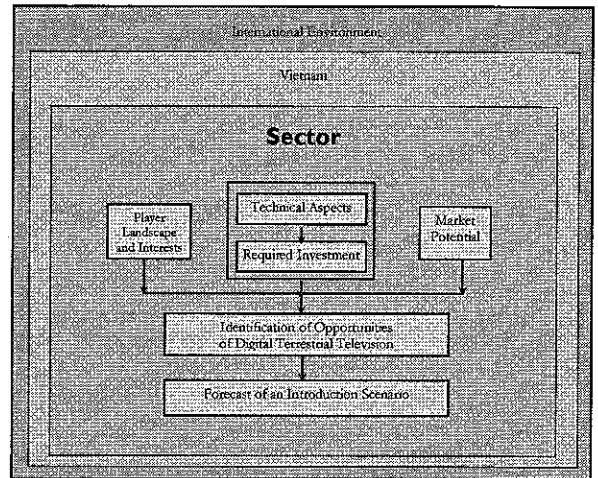 International Environment
Vietnam
Sector
Player
Landscape
and Interests
Technical Aspects
Required Investment
Market
Potential
Identification of Opportunities
of Digital Terrestrial Television
Forecast of an Introduction Scenario